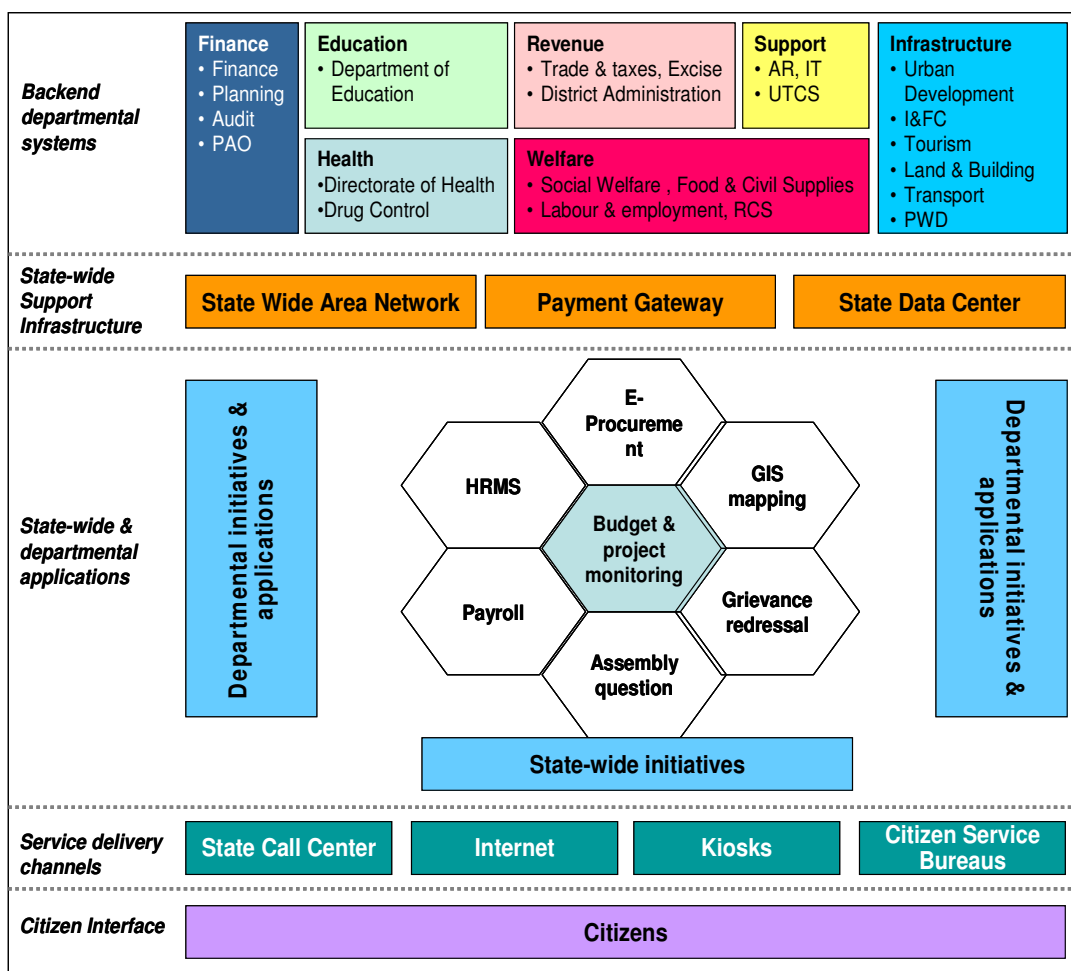 Backend
departmental
systems
Finance
• Finance
• Planning
• Audit
• PAO
Education
• Department of
Education
Revenue
• Trade & taxes, Excise
• District Administration
Support
• AR, IT
• UTCS
Infrastructure
• Urban
Development
• I&FC
• Tourism
• Land & Building
• Transport
• PWD
Health
•Directorate of Health
•Drug Control
Welfare
• Social Welfare , Food & Civil Supplies
• Labour & employment, RCS
State-wide
Support
Infrastructure
State Wide Area Network
Payment Gateway
State Data Center
State-wide &
departmental
applications
Departmental initiatives &
applications
E-
Procureme
nt
HRMS
GIS
mapping
Budget &
project
monitoring
Payroll
Grievance
redressal
Assembly
question
Departmental initiatives &
applications
State-wide initiatives
Service delivery
channels
State Call Center
Internet
Kiosks
Citizen Service
Bureaus
Citizen Interface
Citizens